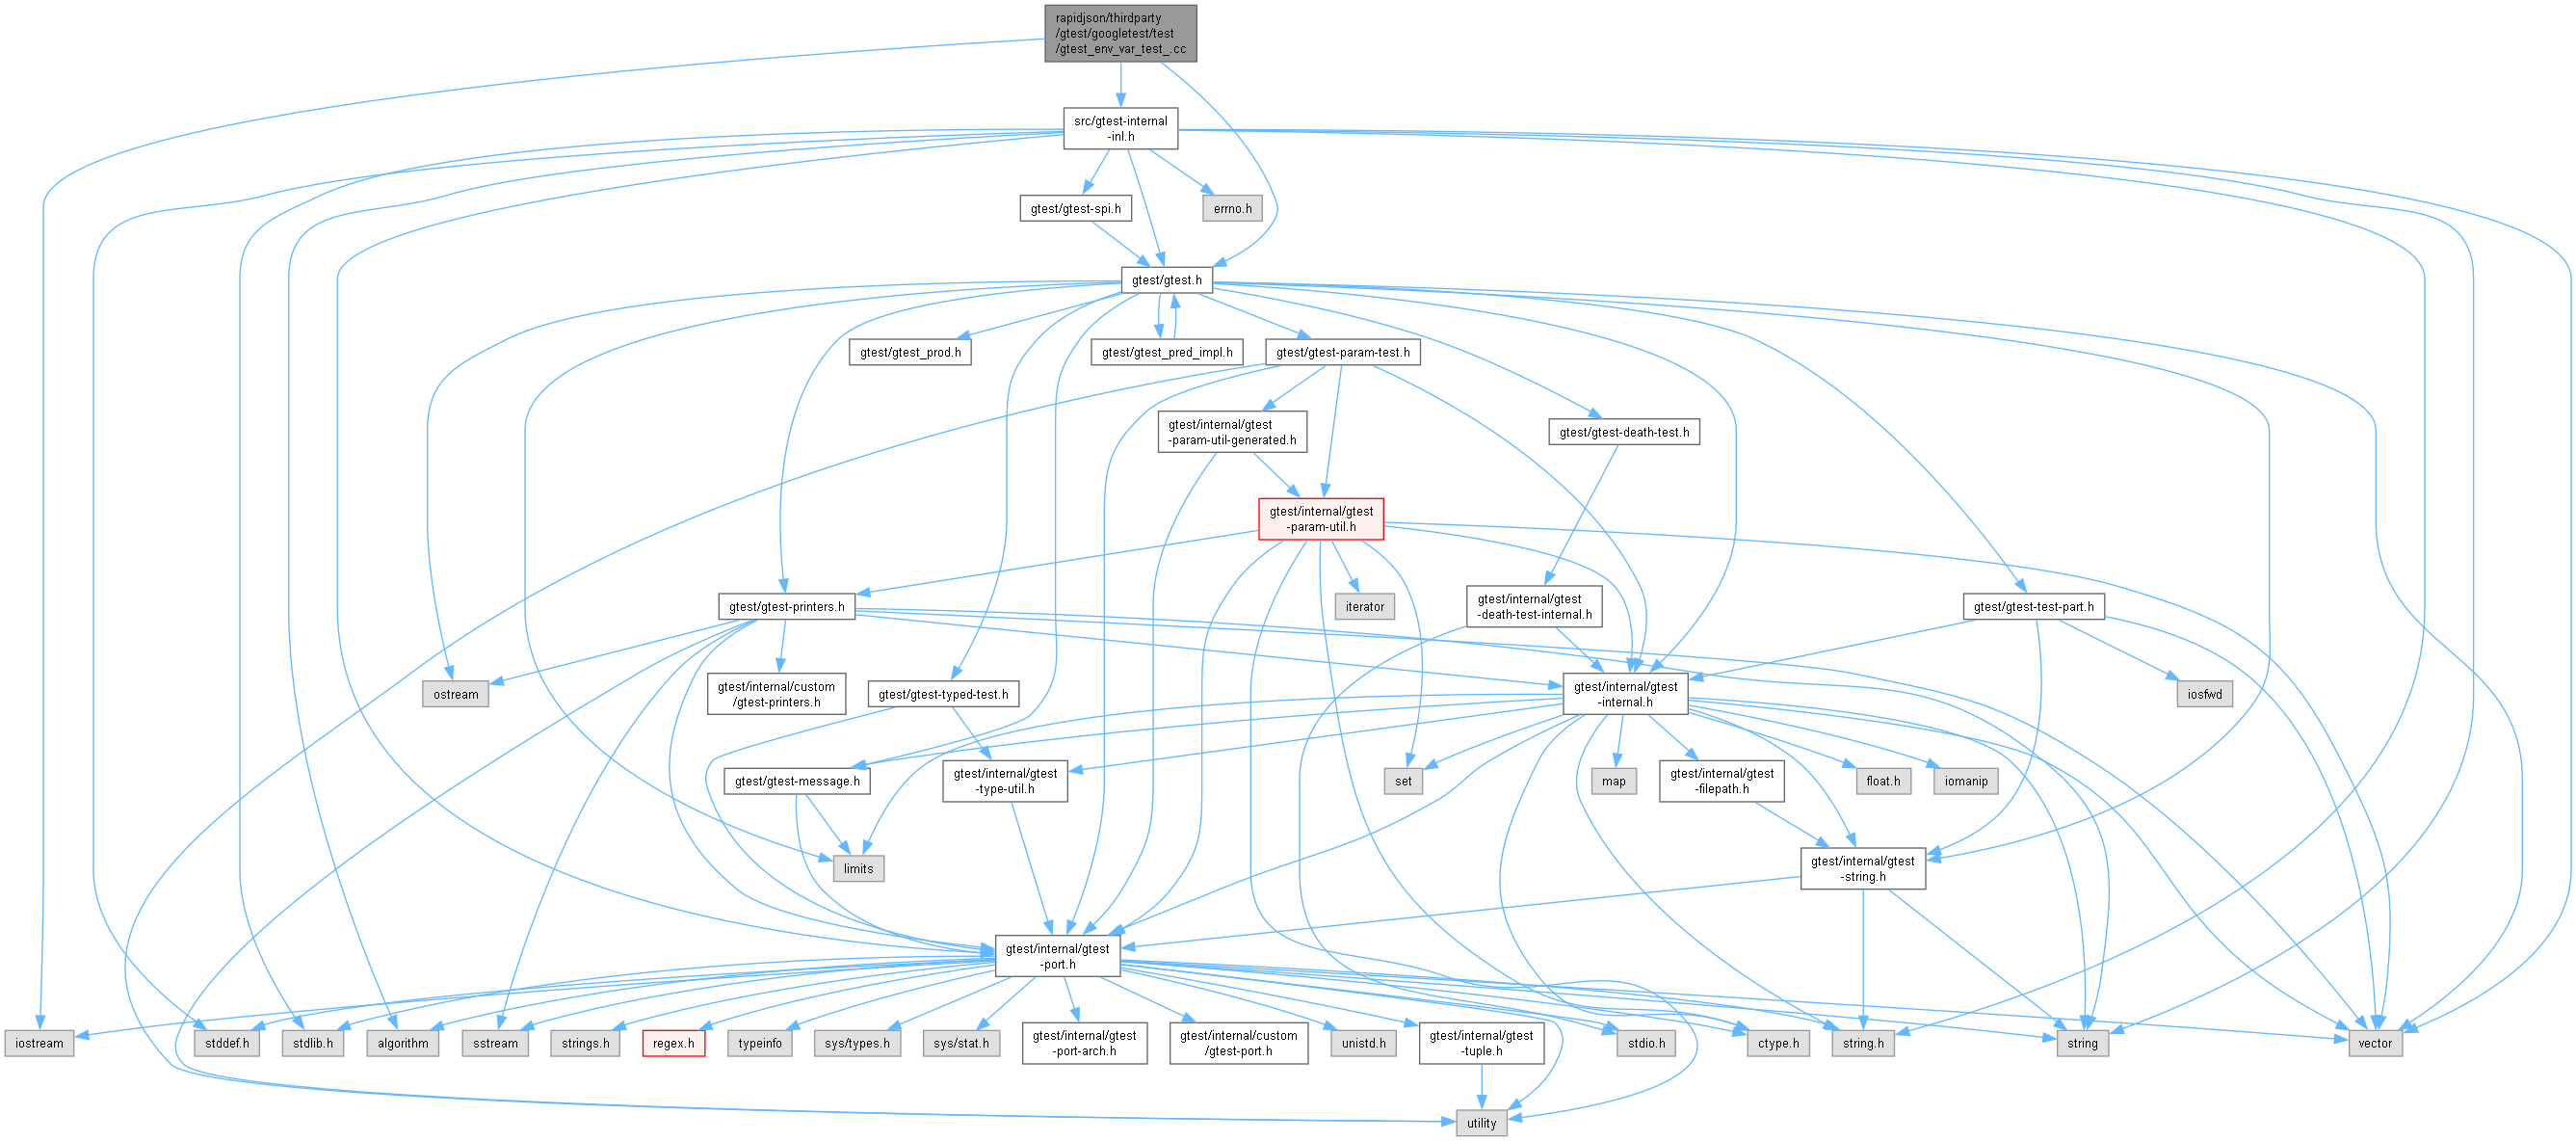 rapidjson/thirdparty
/gtest/googletest/test
/gtest_env_var_test_.cc
src/gtest-internal
-inl.h
gtest/gtest-spi.h
errno.h
gtest/gtest.h
gtest/gtest_prod.h
gtest/gtest_pred_impl.h
gtest/gtest-param-test.h
gtest/internal/gtest
-param-util-generated.h
gtest/gtest-death-test.h
gtest/internal/gtest
-param-util.h
gtest/gtest-printers.h
iterator
gtest/internal/gtest
-death-test-internal.h
gtest/gtest-test-part.h
ostream
gtest/internal/custom
/gtest-printers.h
gtest/gtest-typed-test.h
gtest/internal/gtest
-internal.h
iosfwd
gtest/gtest-message.h
gtest/internal/gtest
-type-util.h
set
map
gtest/internal/gtest
-filepath.h
float.h
iomanip
limits
gtest/internal/gtest
-string.h
gtest/internal/gtest
-port.h
iostream
stddef.h
stdlib.h
algorithm
sstream
strings.h
regex.h
typeinfo
sys/types.h
sys/stat.h
gtest/internal/gtest
-port-arch.h
gtest/internal/custom
/gtest-port.h
unistd.h
gtest/internal/gtest
-tuple.h
stdio.h
ctype.h
string.h
string
vector
utility